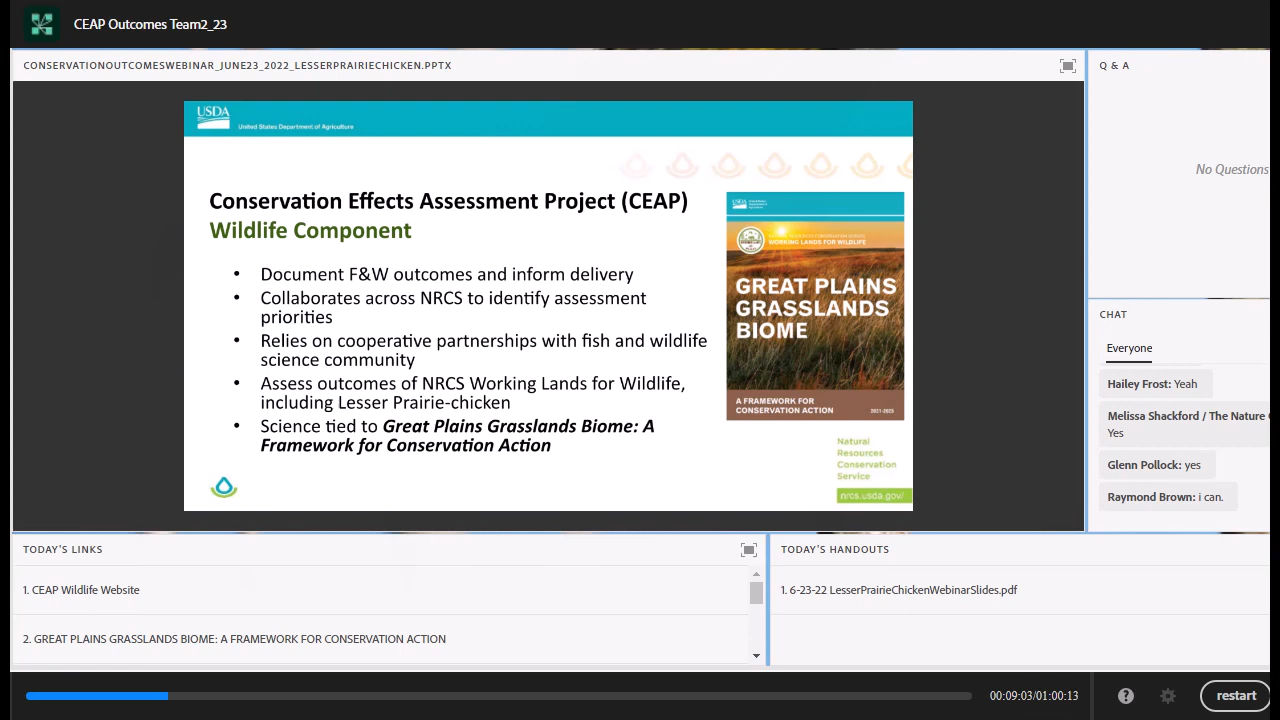 CEAP Outcomes Team2_23
CONSERVATIONOUTCOMESWEBINAR_JUNE23_2022_LESSERPRAIRIECHICKEN.PPTX
USDA
United States Department of Agriculture
Conservation Effects Assessment Project (CEAP)
Wildlife Component
• Document F&W outcomes and inform delivery
• Collaborates across NRCS to identify assessment
priorities
• Relies on cooperative partnerships with fish and wildlife
science community
• Assess outcomes of NRCS Working Lands for Wildlife,
including Lesser Prairie-chicken
• Science tied to Great Plains Grasslands Biome: A
Framework for Conservation Action
USDA
WORKING LANDS FOR WILDLIFE
GREAT PLAINS
GRASSLANDS
BIOME
A FRAMEWORK FOR
CONSERVATION ACTION
2021-2025
Natural
Resources
Conservation
Service
nrcs.usda.gov/
Q & A
No Questions
CHAT
Everyone
Hailey Frost: Yeah
Melissa Shackford / The Nature
Yes
Glenn Pollock: yes
Raymond Brown: i can.
TODAY'S LINKS
1. CEAP Wildlife Website
2. GREAT PLAINS GRASSLANDS BIOME: A FRAMEWORK FOR CONSERVATION ACTION
TODAY'S HANDOUTS
1. 6-23-22 LesserPrairieChickenWebinarSlides.pdf
00:09:03/01:00:13
restart